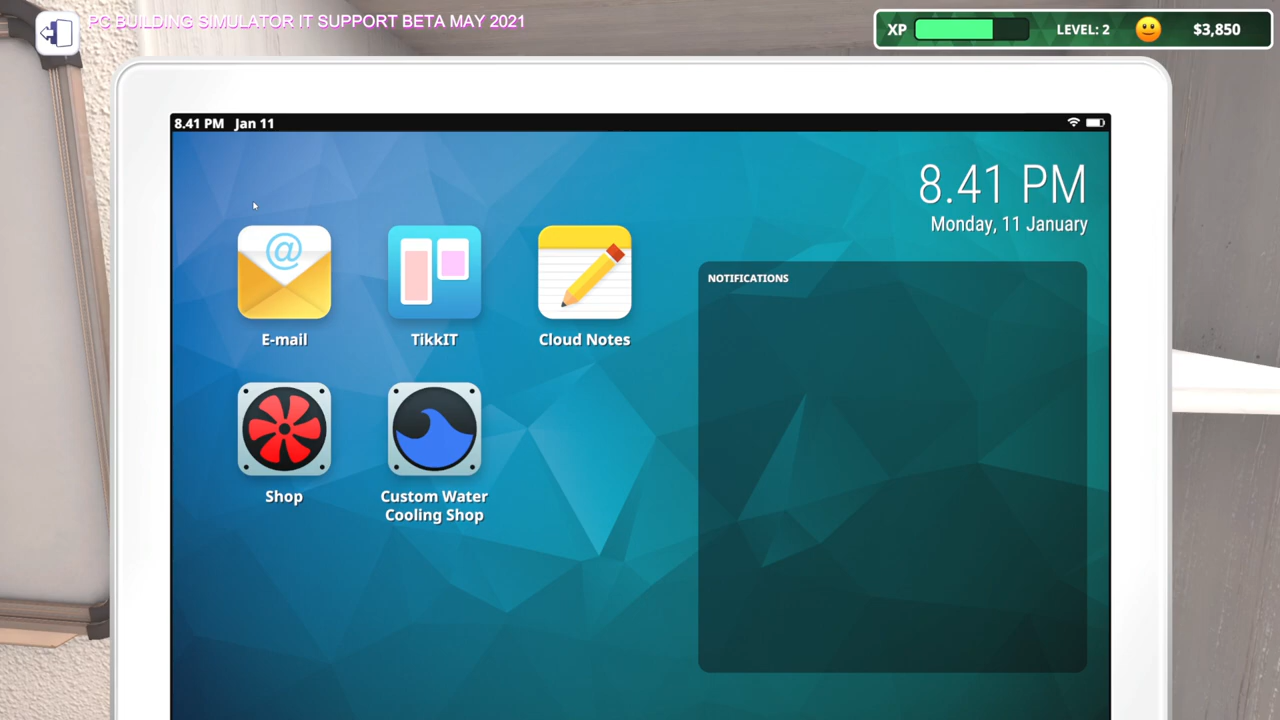 PC BUILDING SIMULATOR IT SUPPORT BETA MAY 2021
XP LEVEL: 2 $3,850
8.41 PM Jan 11
8.41 PM
Monday, 11 January
@
E-mail TikkIT Cloud Notes
NOTIFICATIONS
Shop Custom Water
Cooling Shop